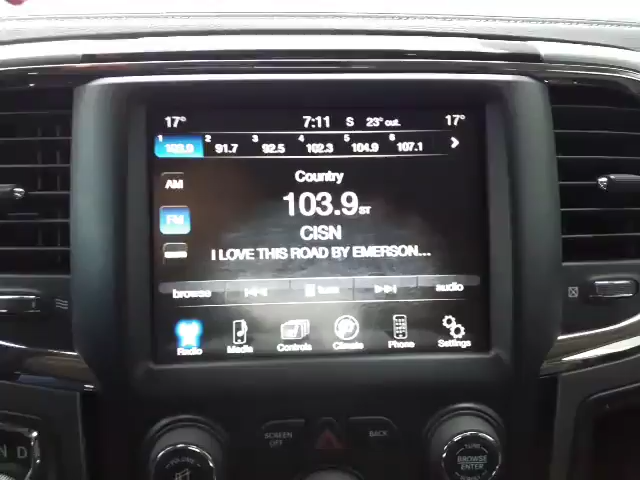 17° 7:11 S 23° out. 17°
1 103.9 2 91.7 3 92.5 4 102.3 5 104.9 6 107.1
AM
Country
103.9 ST
FM
CISN
I LOVE THIS ROAD BY EMERSON...
browse tune audio
Radio Media Controls Climate Phone Settings
SCREEN OFF BACK
N D
VOLUME
TUNE
BROWSE
ENTER